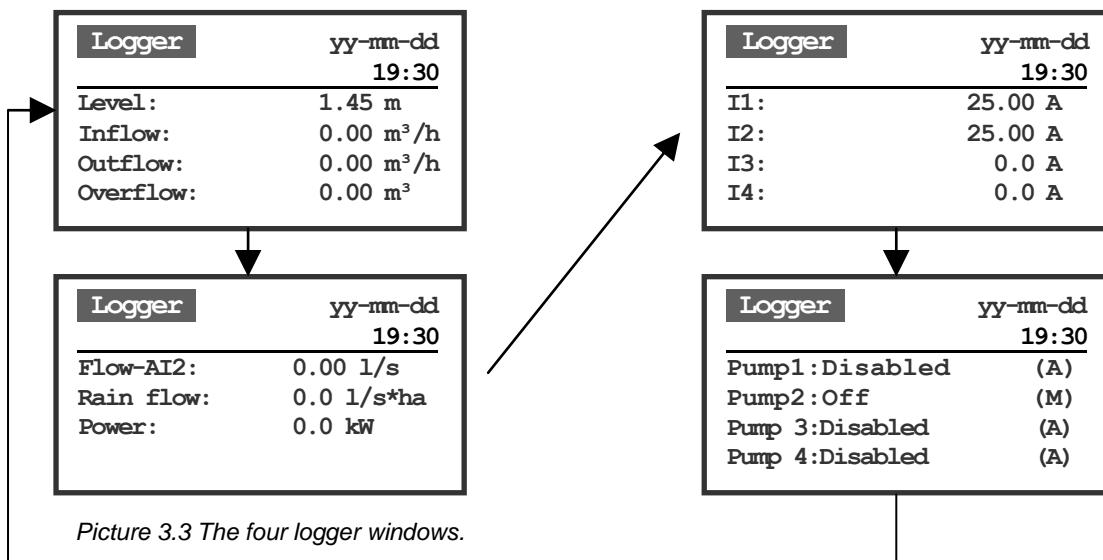 Logger yy-mm-dd
19:30
Level: 1.45 m
Inflow: 0.00 m³/h
Outflow: 0.00 m³/h
Overflow: 0.00 m³
Logger yy-mm-dd
19:30
Flow-AI2: 0.00 l/s
Rain flow: 0.0 l/s*ha
Power: 0.0 kW
Logger yy-mm-dd
19:30
I1: 25.00 A
I2: 25.00 A
I3: 0.0 A
I4: 0.0 A
Logger yy-mm-dd
19:30
Pump1:Disabled (A)
Pump2:Off (M)
Pump 3:Disabled (A)
Pump 4:Disabled (A)
Picture 3.3 The four logger windows.